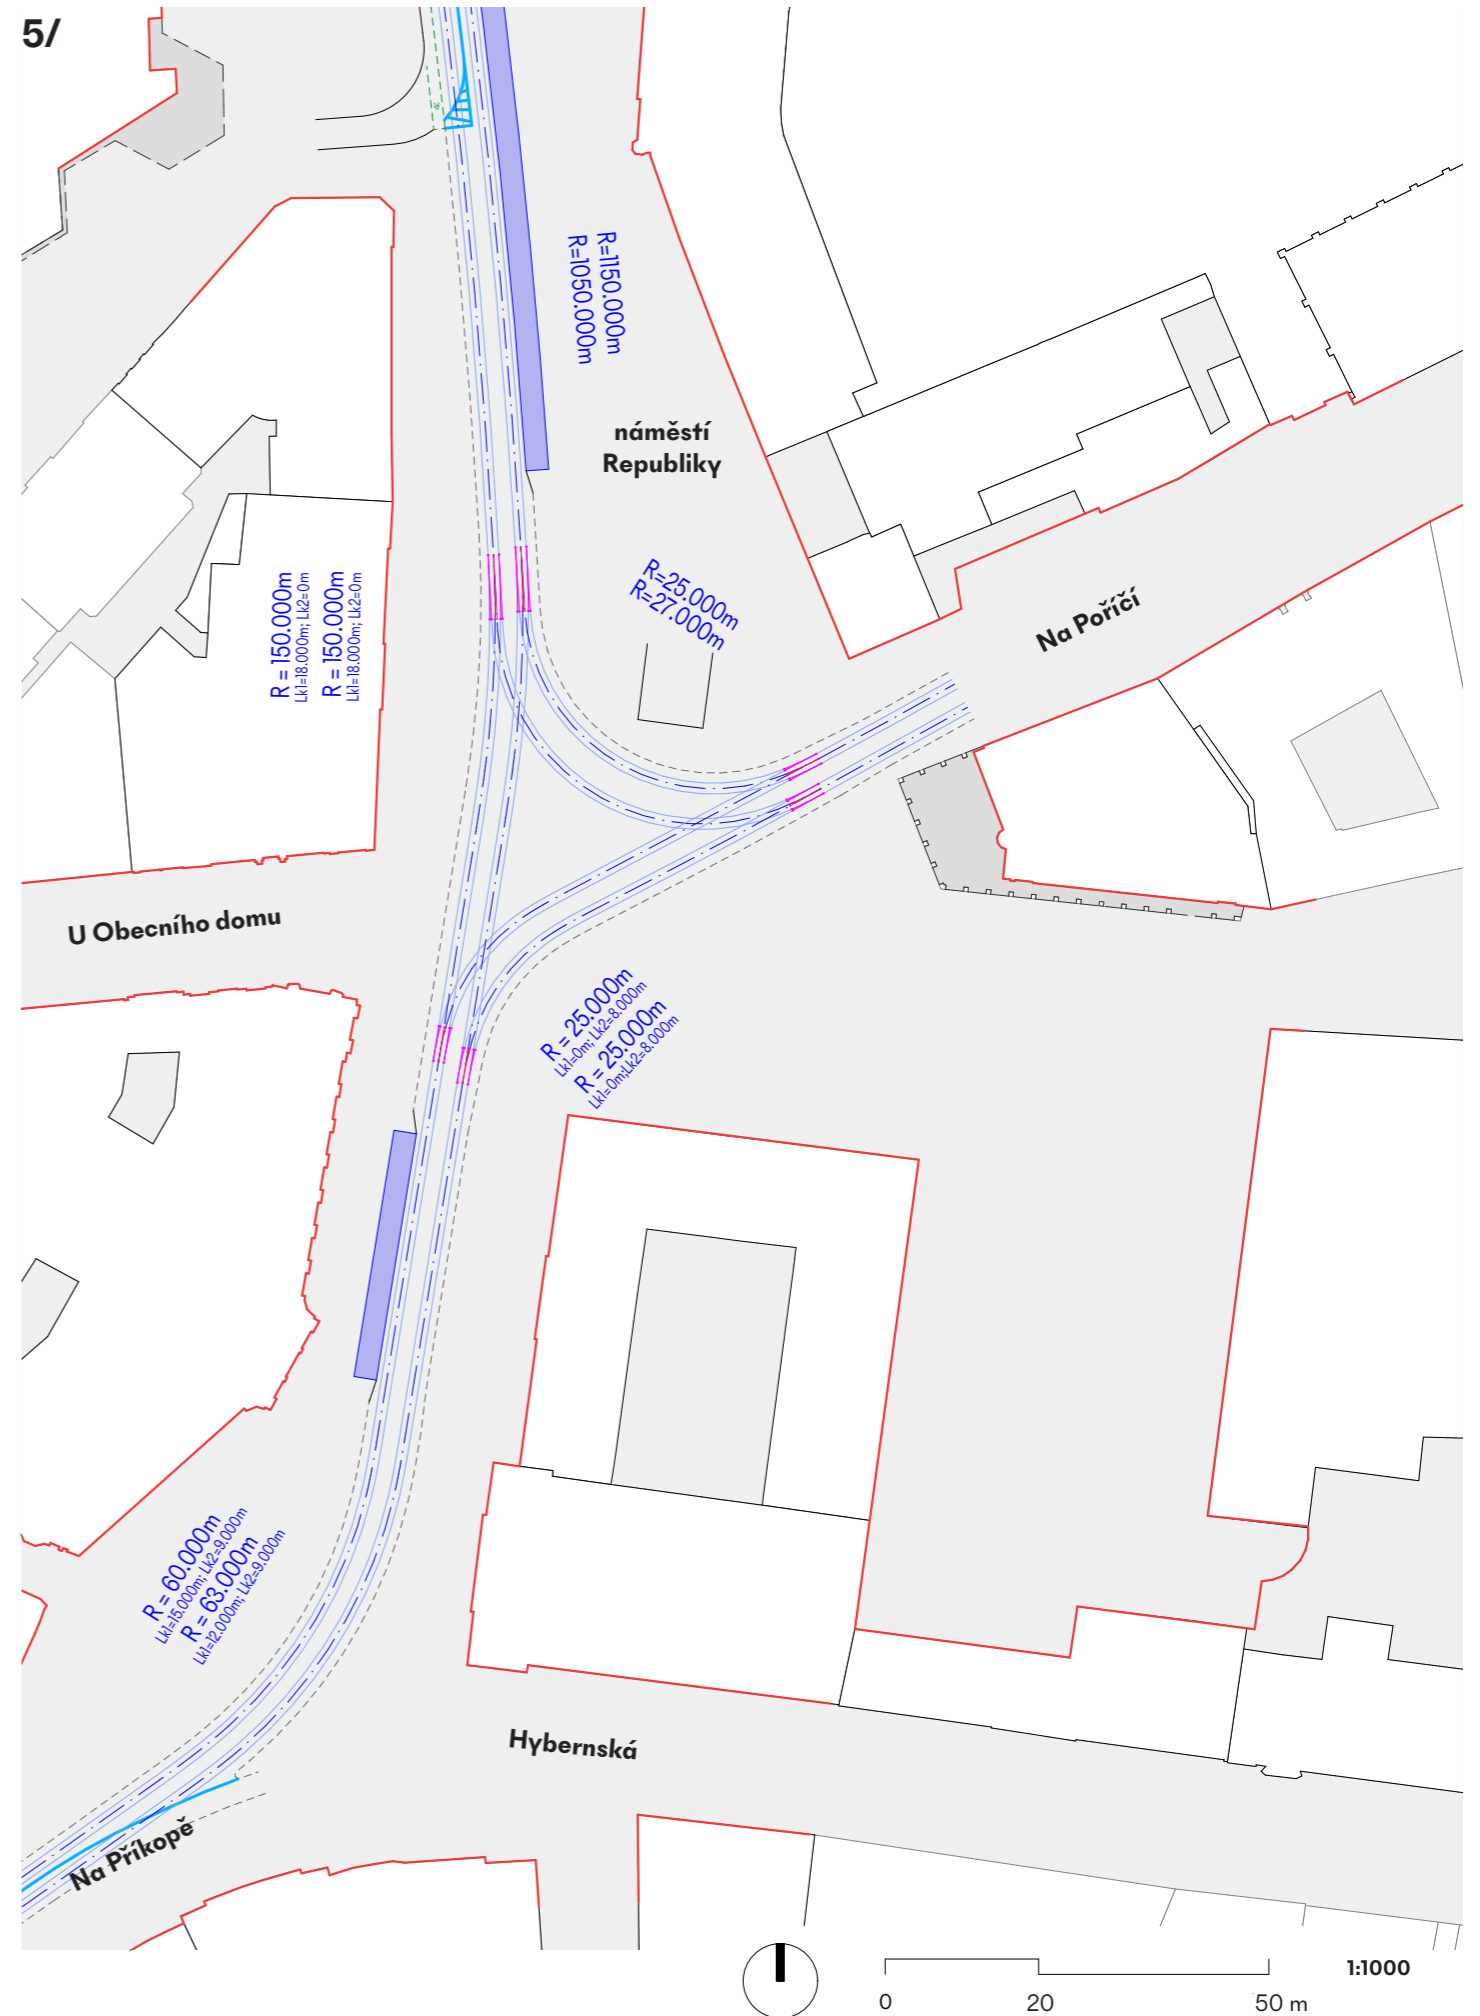 5/
R=1150.000m
R=1050.000m
náměstí
Republiky
R=25.000m
R=27.000m
Na Poříčí
R = 150.000m
Lk1=18.000m; Lk2=0m
R = 150.000m
Lk1=18.000m; Lk2=0m
U Obecního domu
R = 25.000m
Lk1=0m; Lk2=8.000m
R = 25.000m
Lk1=0m;Lk2=8.000m
R = 60.000m
Lk1=15.000m; Lk2=9.000m
R = 63.000m
Lk1=12.000m; Lk2=9.000m
Hybernská
Na Příkopě
1:1000
0 20 50 m